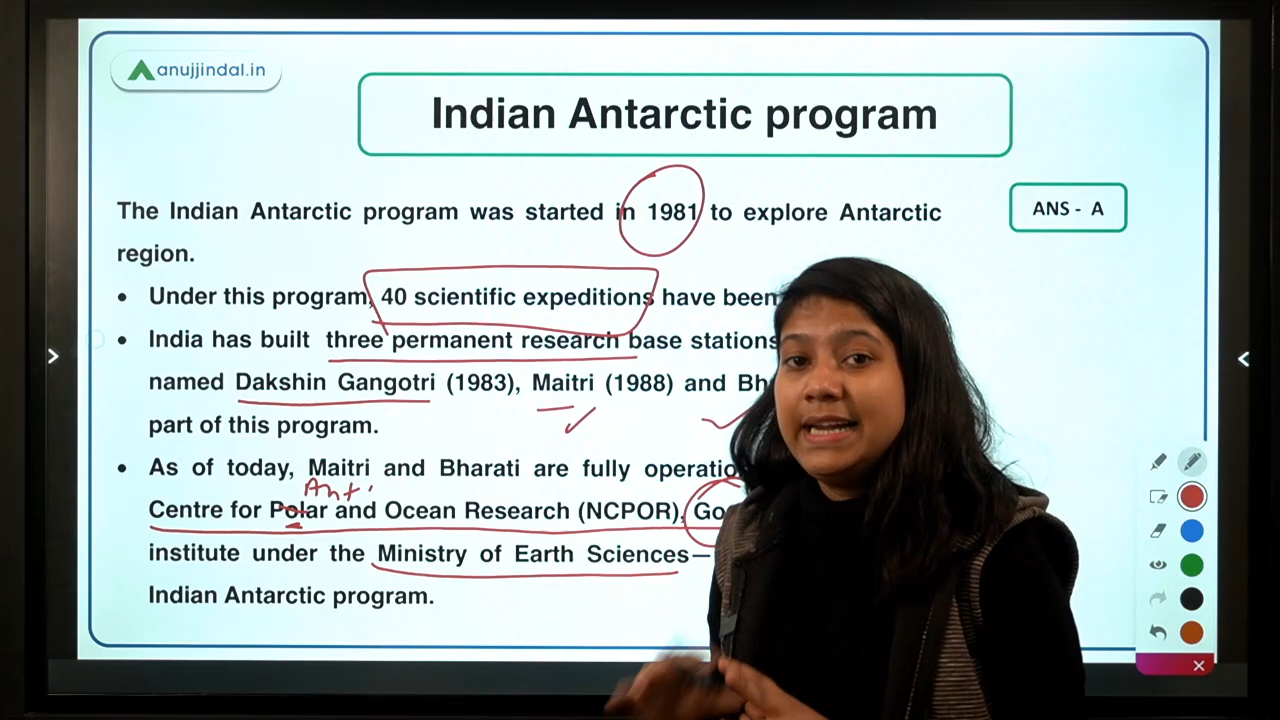 anujjindal.in
Indian Antarctic program
The Indian Antarctic program was started in 1981 to explore Antarctic
ANS - A
region.
• Under this program, 40 scientific expeditions have been
• India has built three permanent research base stations
named Dakshin Gangotri (1983), Maitri (1988) and
part of this program.
• As of today, Maitri and Bharati are fully
Ant.
Centre for Polar and Ocean Research (NCPOR),
institute under the Ministry of Earth Sciences—
Indian Antarctic program.